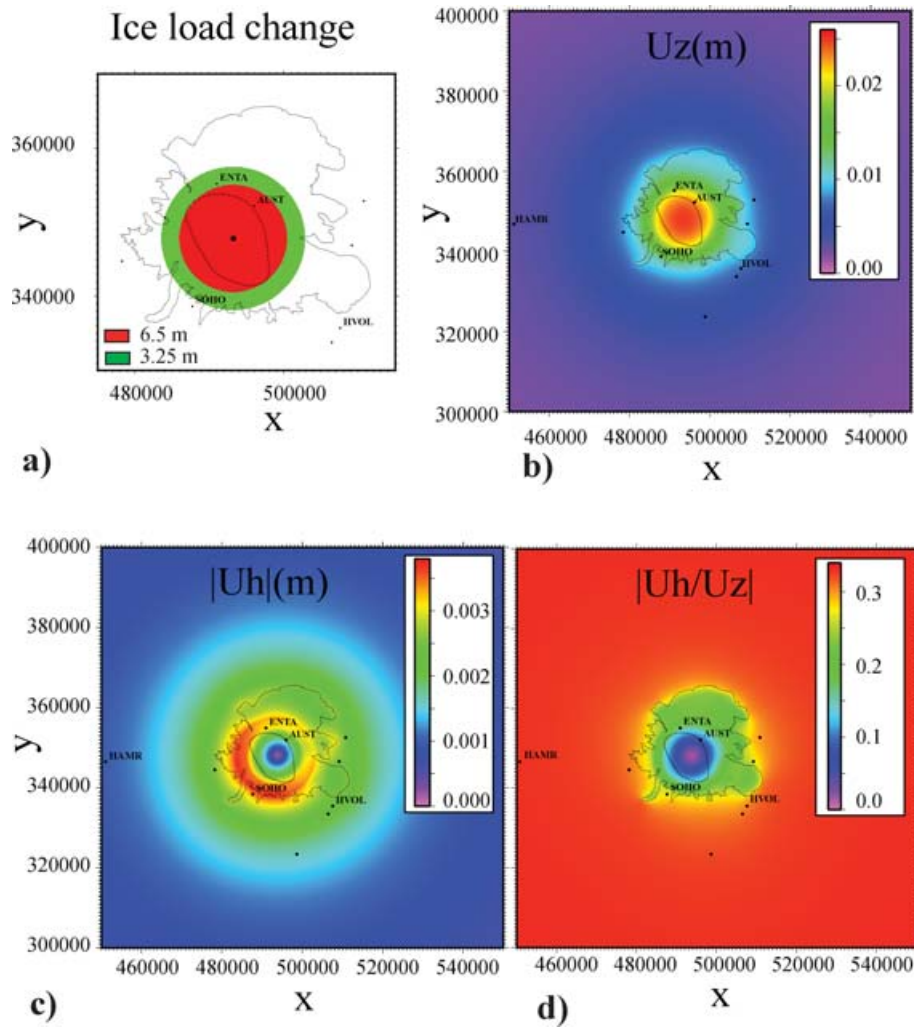 Ice load change
y
360000
340000
ENTA
AUST
SOHO
HVOL
6.5 m
3.25 m
480000 500000
x
a)
Uz(m)
y
400000
380000
360000
340000
320000
300000
0.02
0.01
0.00
HAMR
ENTA
AUST
SOHO
HVOL
460000 480000 500000 520000 540000
x
b)
|Uh|(m)
y
400000
380000
360000
340000
320000
300000
0.003
0.002
0.001
0.000
HAMR
ENTA
AUST
SOHO
HVOL
460000 480000 500000 520000 540000
x
c)
|Uh/Uz|
0.3
0.2
0.1
0.0
HAMR
ENTA
AUST
SOHO
HVOL
460000 480000 500000 520000 540000
x
d)